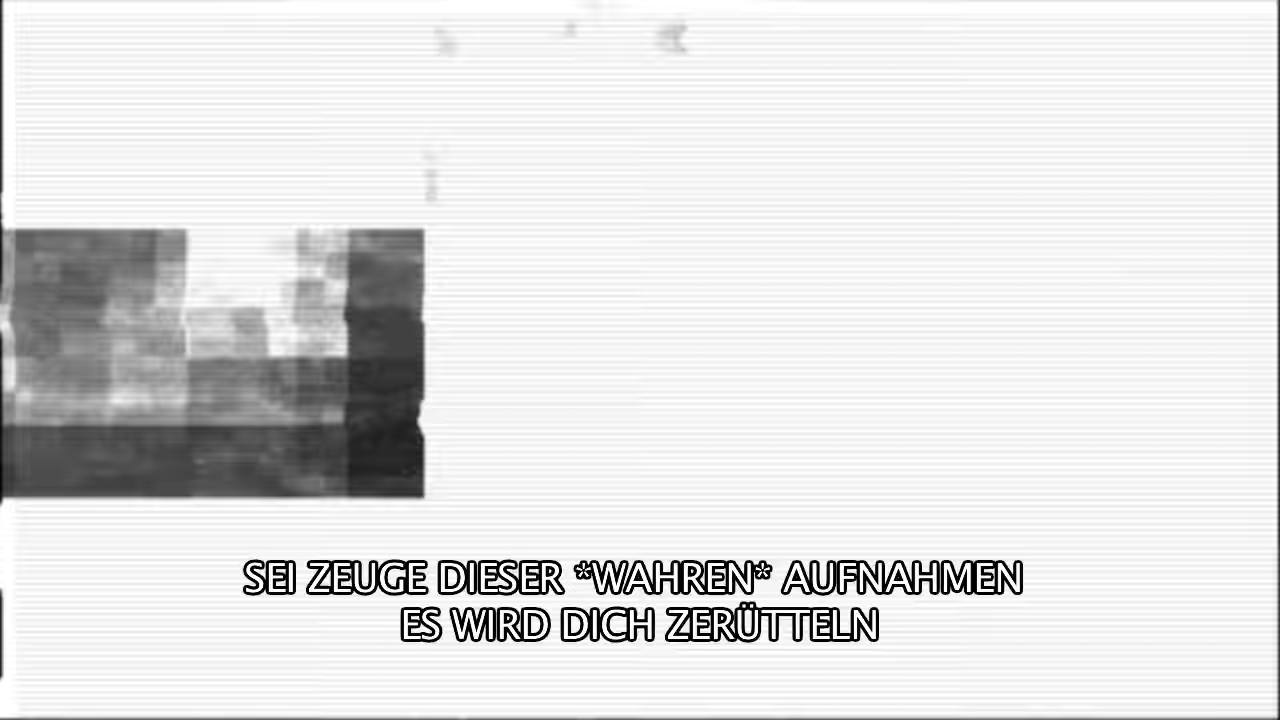 SEI ZEUGE DIESER *WAHREN* AUFNAHMEN
ES WIRD DICH ZERÜTTELN